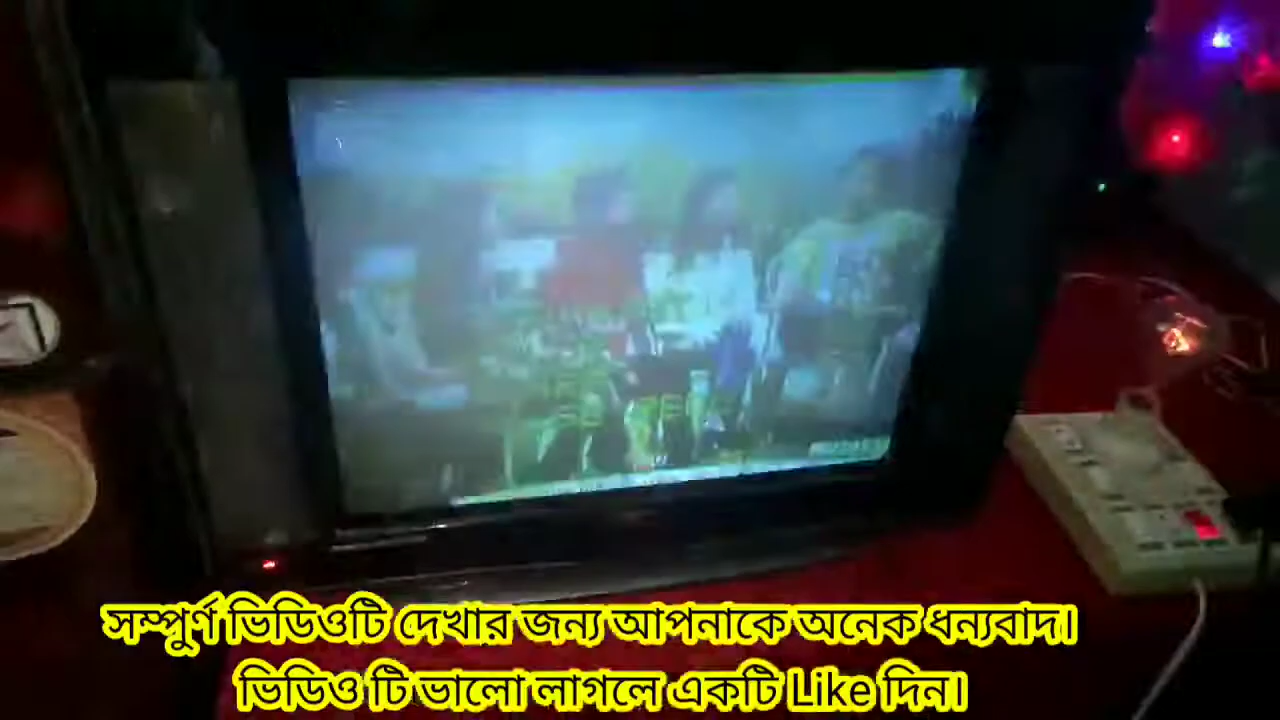 সম্পুর্ণ ভিডিওটি দেখার জন্য আপনাকে অনেক ধন্যবাদ।
ভিডিও টি ভালো লাগলে একটি Like দিন।